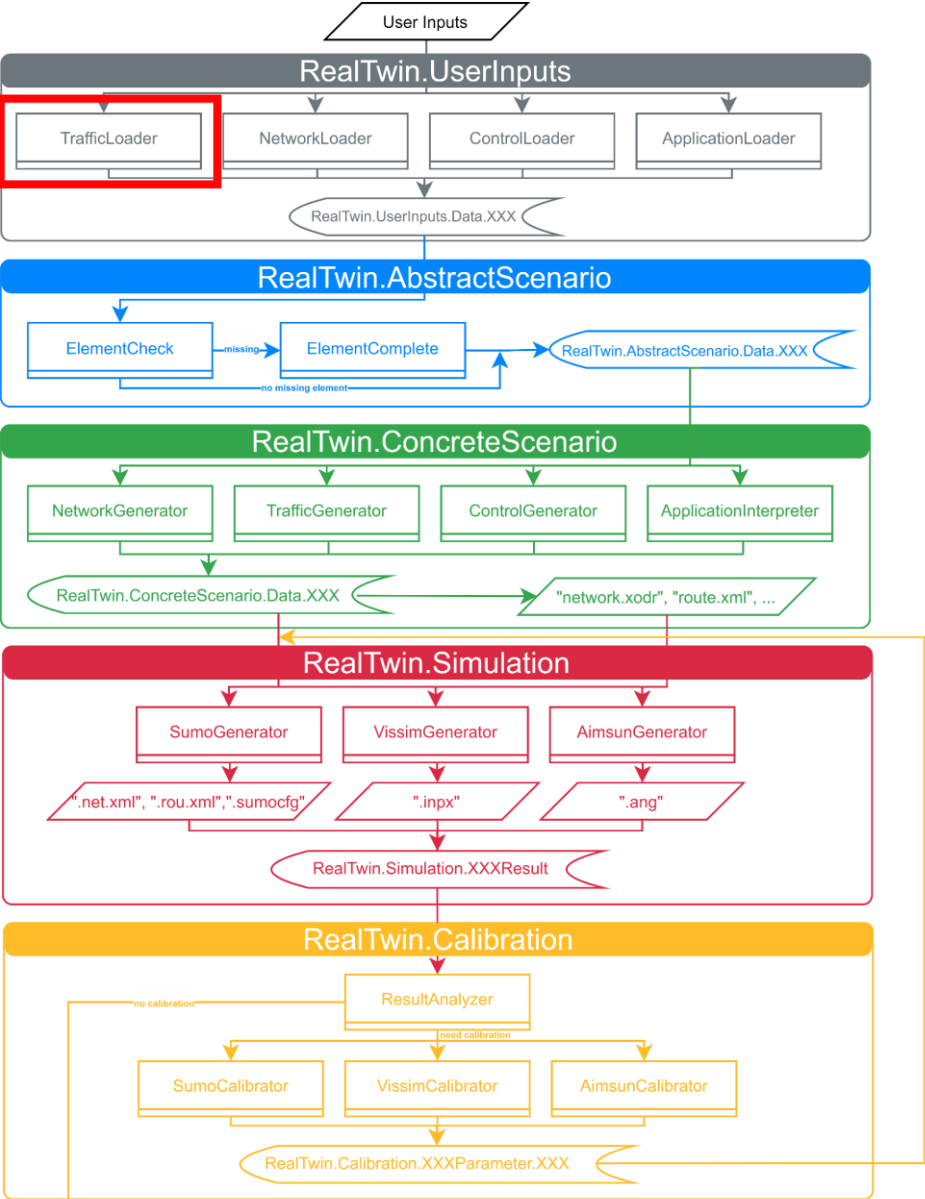 User Inputs
RealTwin.UserInputs
TrafficLoader
NetworkLoader
ControlLoader
ApplicationLoader
RealTwin.UserInputs.Data.XXX
RealTwin.AbstractScenario
ElementCheck
missing
ElementComplete
RealTwin.AbstractScenario.Data.XXX
no missing element
RealTwin.ConcreteScenario
NetworkGenerator
TrafficGenerator
ControlGenerator
ApplicationInterpreter
RealTwin.ConcreteScenario.Data.XXX
"network.xodr", "route.xml", ...
RealTwin.Simulation
SumoGenerator
VissimGenerator
AimsunGenerator
".net.xml", ".rou.xml",".sumocfg"
".inpx"
".ang"
RealTwin.Simulation.XXXResult
RealTwin.Calibration
ResultAnalyzer
no calibration
need calibration
SumoCalibrator
VissimCalibrator
AimsunCalibrator
RealTwin.Calibration.XXXParameter.XXX